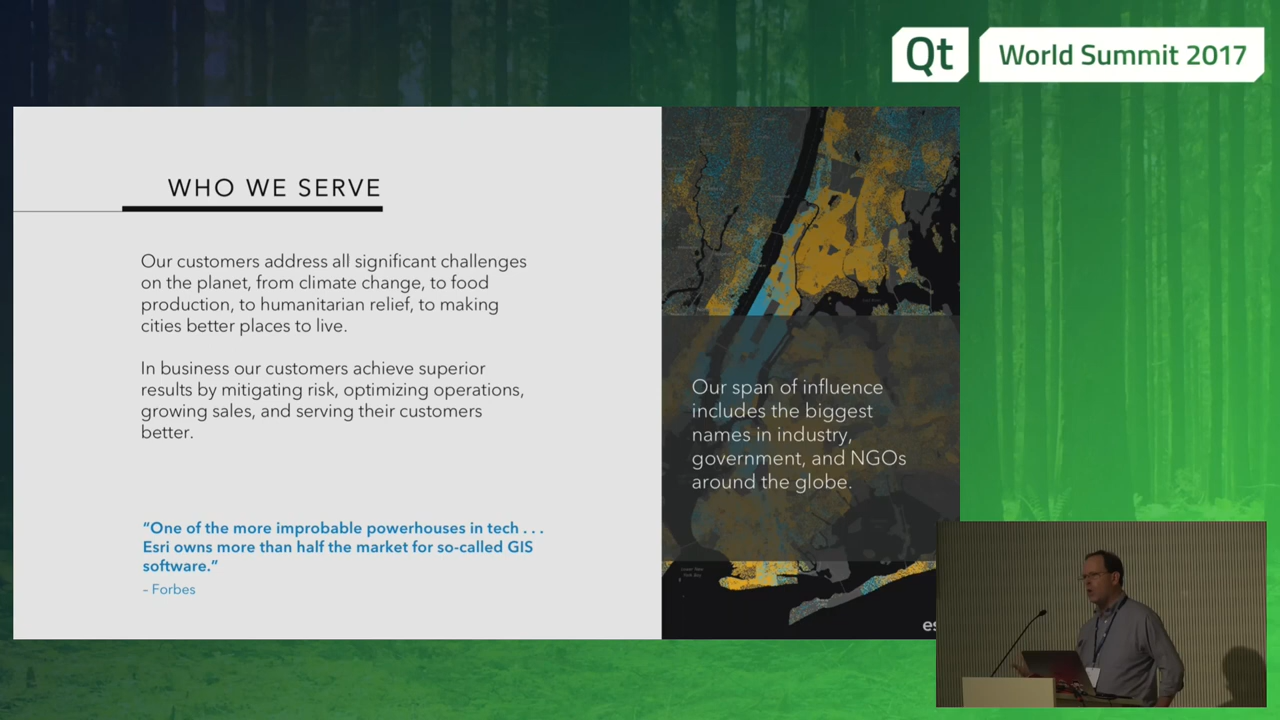 Qt
World Summit 2017
WHO WE SERVE
Our customers address all significant challenges
on the planet, from climate change, to food
production, to humanitarian relief, to making
cities better places to live.
In business our customers achieve superior
results by mitigating risk, optimizing operations,
growing sales, and serving their customers
better.
“One of the more improbable powerhouses in tech . . .
Esri owns more than half the market for so-called GIS
software.”
– Forbes
Our span of influence
includes the biggest
names in industry,
government, and NGOs
around the globe.
es